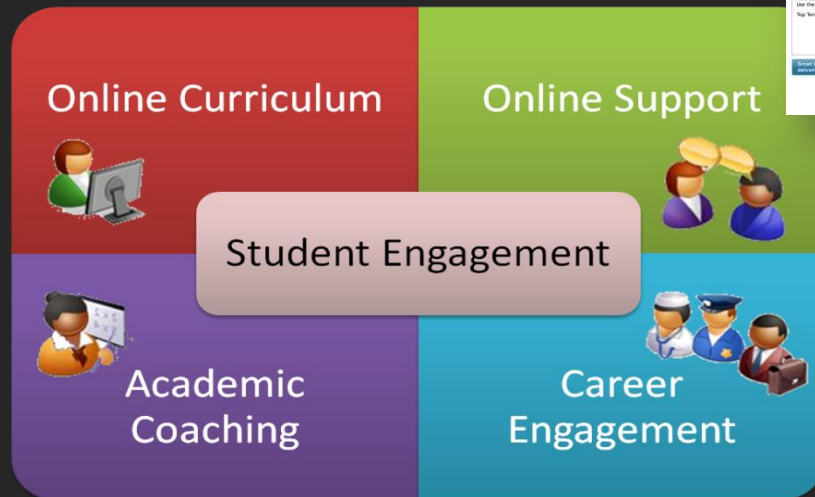 Online Curriculum
Online Support
Student Engagement
Academic
Coaching
Career
Engagement